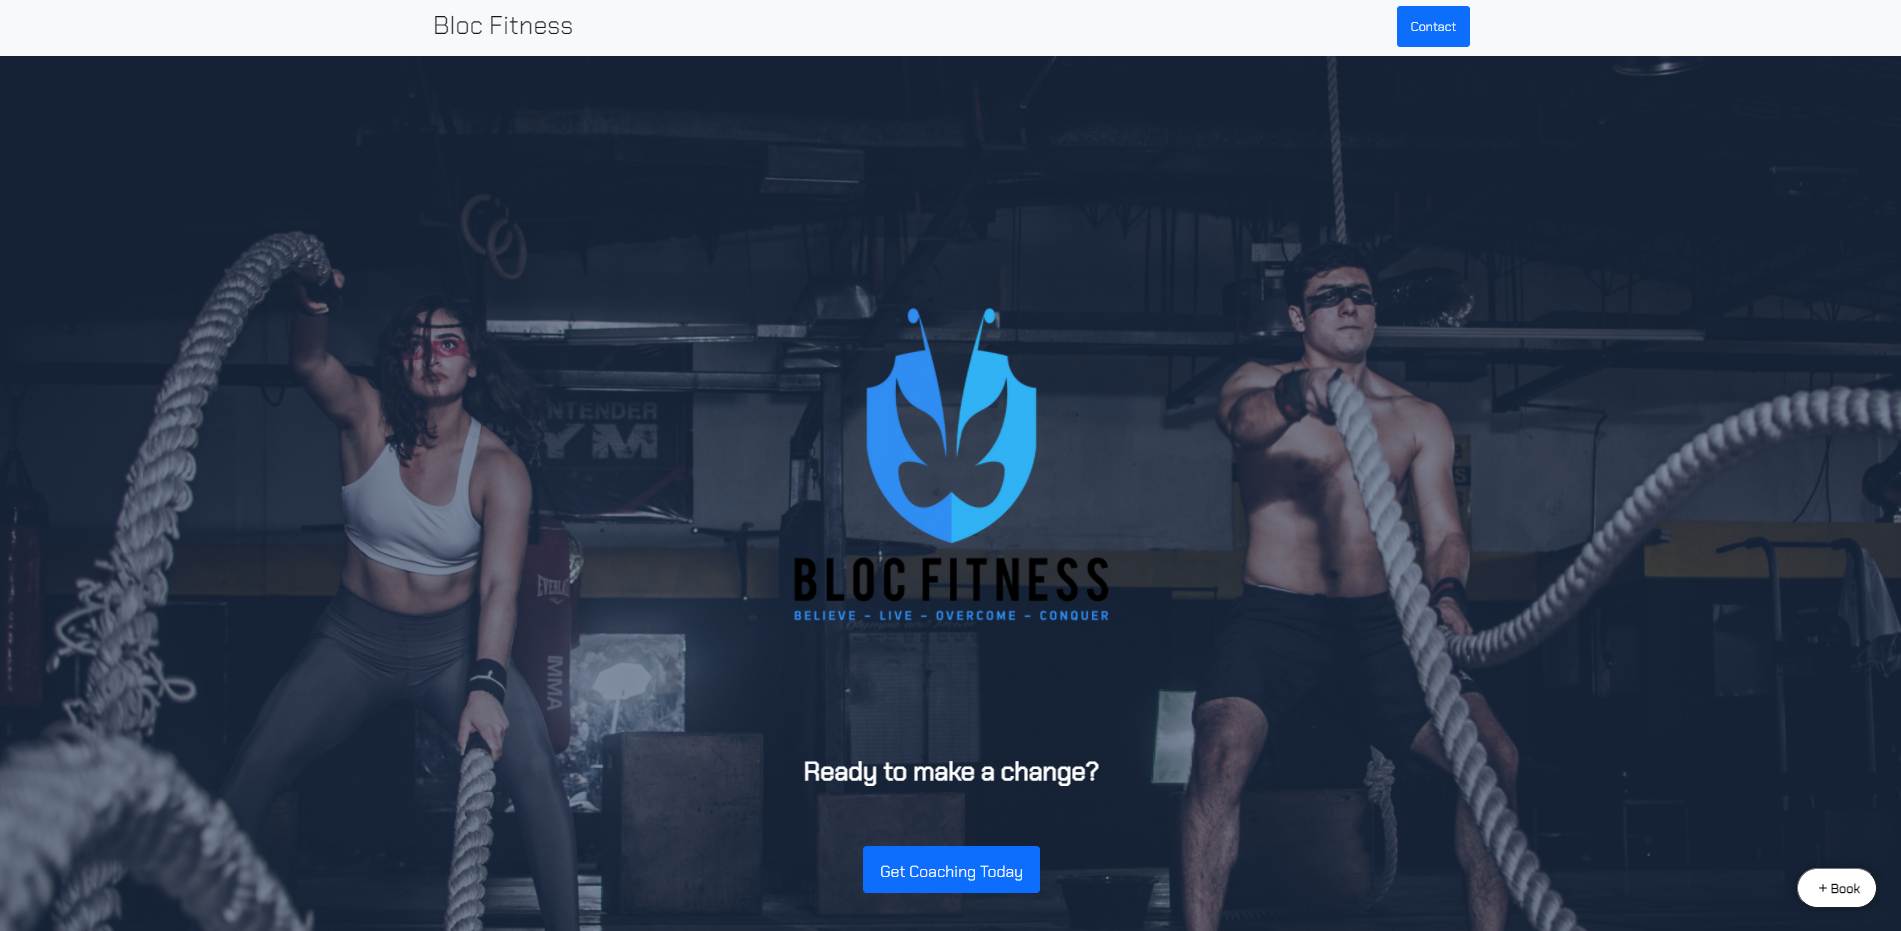 Bloc Fitness
Contact
NTENDER
YM
EVERLAST
MMA
BLOC FITNESS
BELIEVE – LIVE – OVERCOME – CONQUER
Ready to make a change?
Get Coaching Today
+ Book